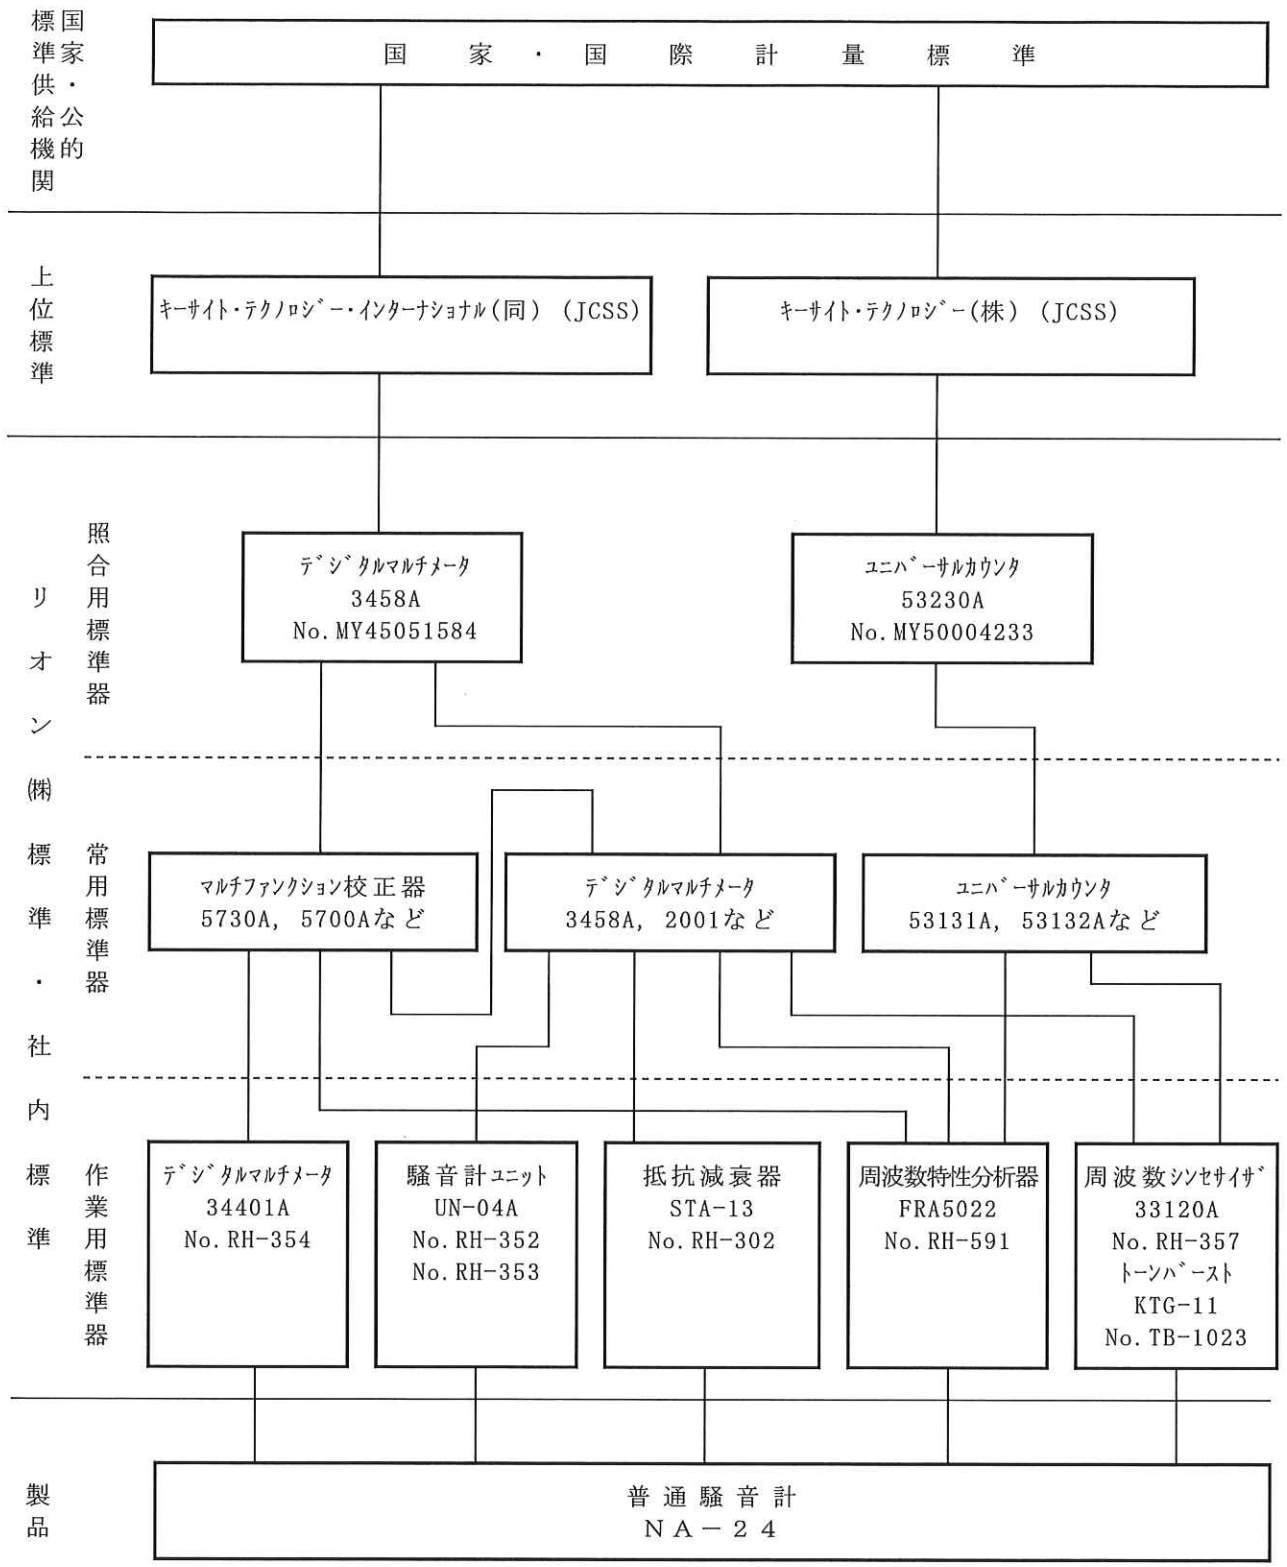 国家・公的
標準供給機関
国家・国際計量標準
上位標準
ｷｰｻｲﾄ・ﾃｸﾉﾛｼﾞｰ・ｲﾝﾀｰﾅｼｮﾅﾙ(同) (JCSS)
ｷｰｻｲﾄ・ﾃｸﾉﾛｼﾞｰ(株) (JCSS)
リオン㈱標準・社内標準
照合用標準器
ﾃﾞｼﾞﾀﾙﾏﾙﾁﾒｰﾀ
3458A
No.MY45051584
ﾕﾆﾊﾞｰｻﾙｶｳﾝﾀ
53230A
No.MY50004233
常用標準器
ﾏﾙﾁﾌｧﾝｸｼｮﾝ校正器
5730A, 5700Aなど
ﾃﾞｼﾞﾀﾙﾏﾙﾁﾒｰﾀ
3458A, 2001など
ﾕﾆﾊﾞｰｻﾙｶｳﾝﾀ
53131A, 53132Aなど
作業用標準器
ﾃﾞｼﾞﾀﾙﾏﾙﾁﾒｰﾀ
34401A
No.RH-354
騒音計ﾕﾆｯﾄ
UN-04A
No.RH-352
No.RH-353
抵抗減衰器
STA-13
No.RH-302
周波数特性分析器
FRA5022
No.RH-591
周波数ｼﾝｾｻｲｻﾞ
33120A
No.RH-357
ﾄｰﾝﾊﾞｰｽﾄ
KTG-11
No.TB-1023
製品
普通騒音計
ＮＡ－２４